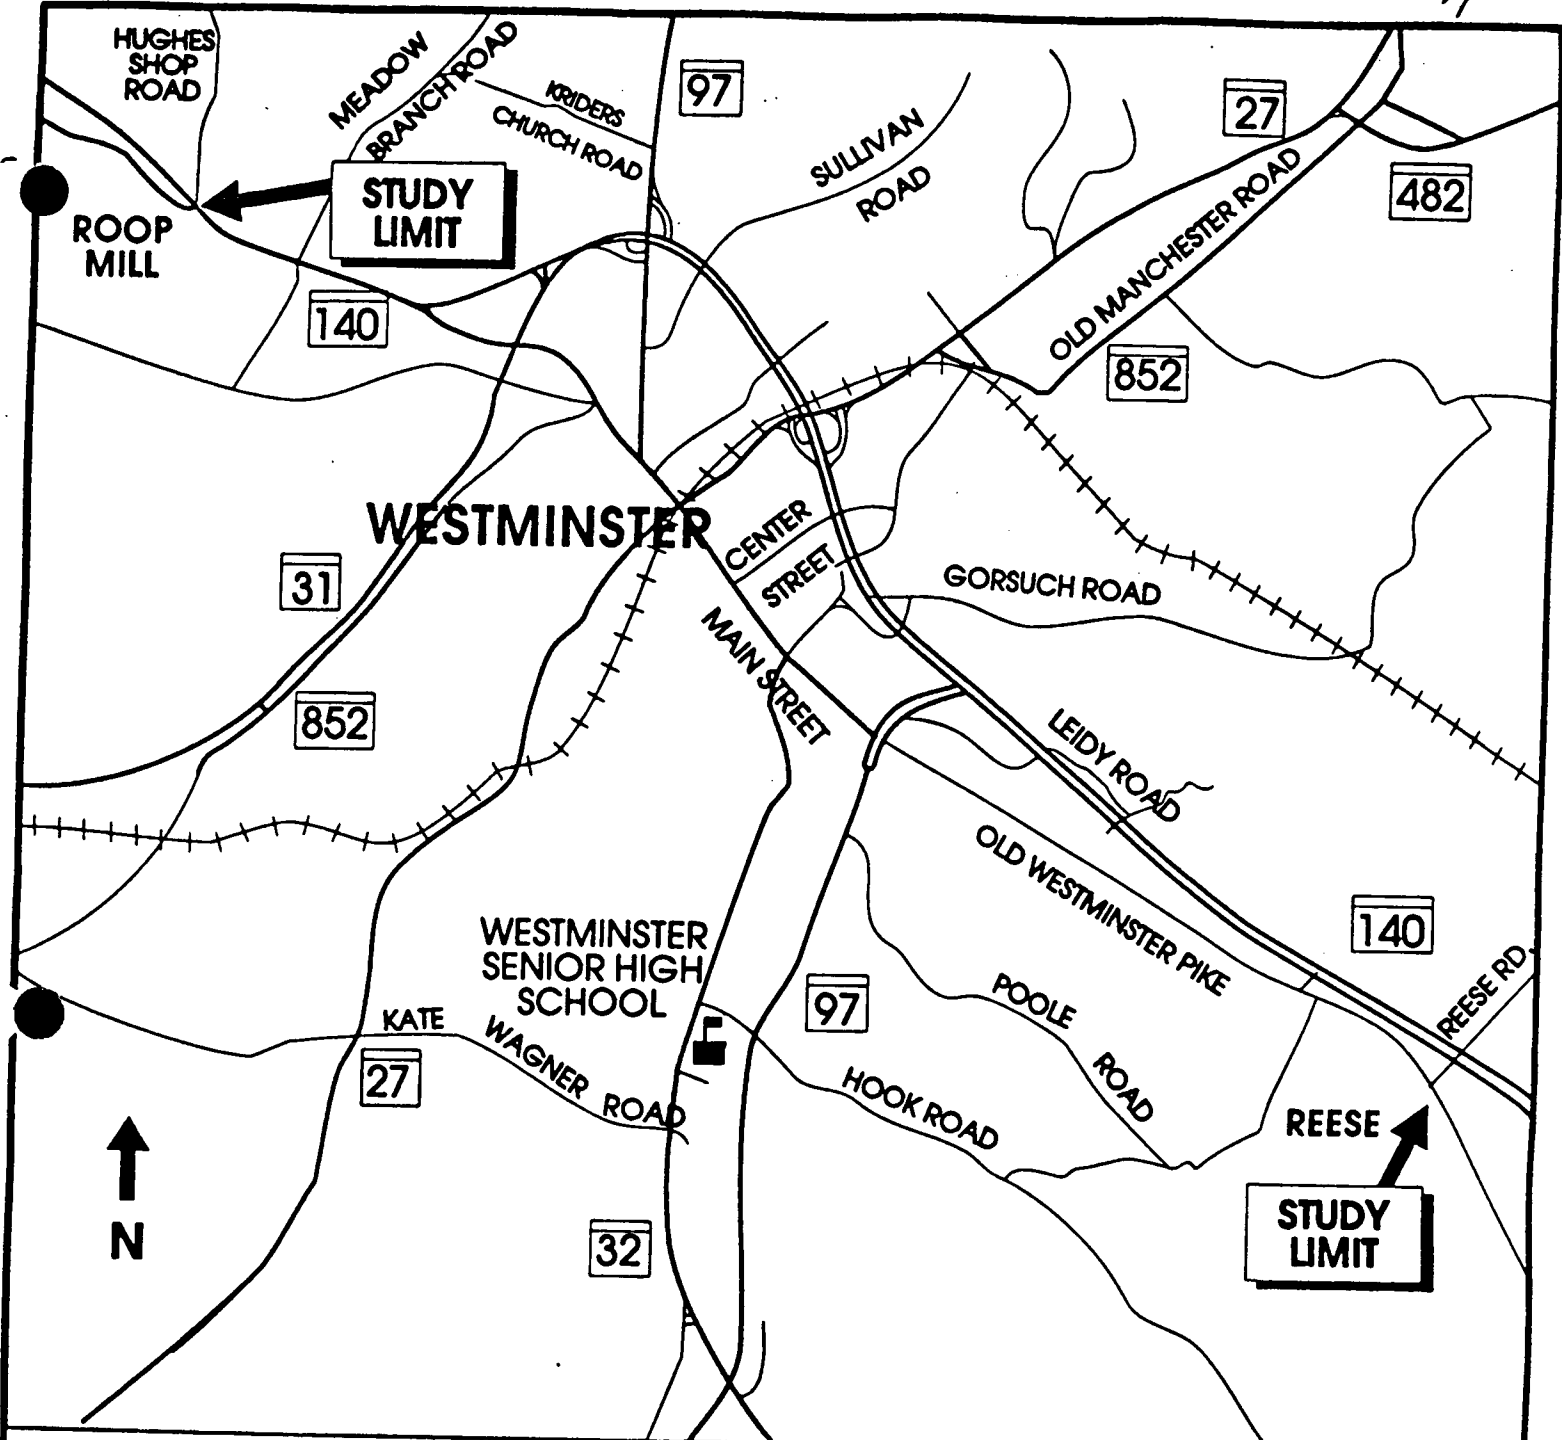 HUGHES
SHOP
ROAD
MEADOW
BRANCH ROAD
KRIDERS
CHURCH ROAD
97
SULLIVAN
ROAD
27
482
STUDY
LIMIT
ROOP
MILL
140
OLD MANCHESTER ROAD
852
WESTMINSTER
CENTER
STREET
31
GORSUCH ROAD
MAIN STREET
852
LEIDY ROAD
OLD WESTMINSTER PIKE
140
WESTMINSTER
SENIOR HIGH
SCHOOL
97
POOLE
ROAD
REESE RD.
KATE
WAGNER
ROAD
27
HOOK ROAD
REESE
N
32
STUDY
LIMIT